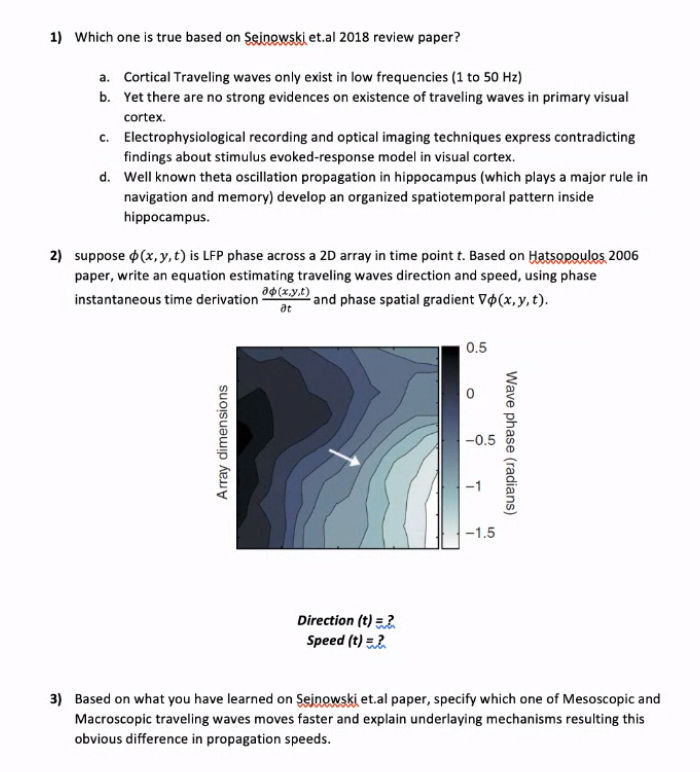 1) Which one is true based on Sejnowski et.al 2018 review paper?
a. Cortical Traveling waves only exist in low frequencies (1 to 50 Hz)
b. Yet there are no strong evidences on existence of traveling waves in primary visual
cortex.
c. Electrophysiological recording and optical imaging techniques express contradicting
findings about stimulus evoked-response model in visual cortex.
d. Well known theta oscillation propagation in hippocampus (which plays a major rule in
navigation and memory) develop an organized spatiotemporal pattern inside
hippocampus.
2) suppose ϕ(x, y, t) is LFP phase across a 2D array in time point t. Based on Hatsopoulos 2006
paper, write an equation estimating traveling waves direction and speed, using phase
instantaneous time derivation ∂ϕ(x,y,t)/∂t and phase spatial gradient ∇ϕ(x, y, t).
Array dimensions
0.5
0
−0.5
−1
−1.5
Wave phase (radians)
Direction (t) = ?
Speed (t) = ?
3) Based on what you have learned on Sejnowski et.al paper, specify which one of Mesoscopic and
Macroscopic traveling waves moves faster and explain underlaying mechanisms resulting this
obvious difference in propagation speeds.